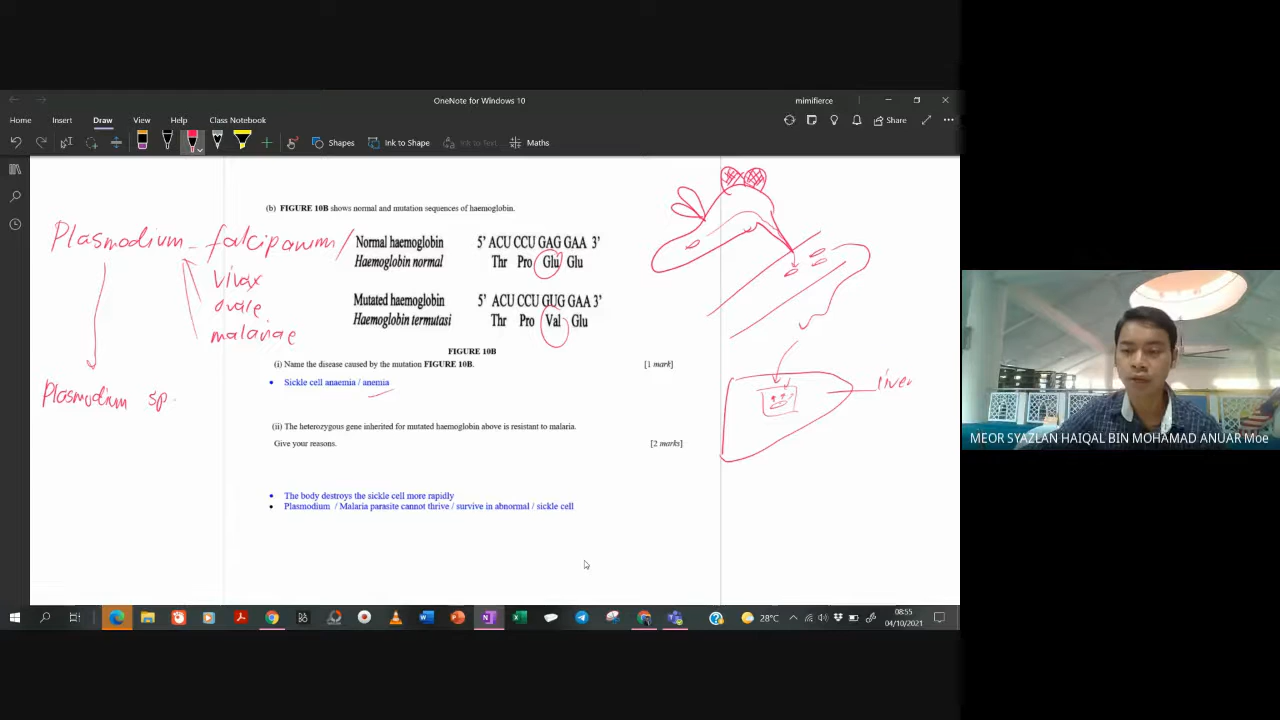 OneNote for Windows 10
mimifierce
Home Insert Draw View Help Class Notebook
Share
Shapes Ink to Shape Ink to Text Maths
(b) FIGURE 10B shows normal and mutation sequences of haemoglobin.
Plasmodium - falciparum /
vivax
ovale
malariae
Plasmodium sp.
Normal haemoglobin 5' ACU CCU GAG GAA 3'
Haemoglobin normal Thr Pro Glu Glu
Mutated haemoglobin 5' ACU CCU GUG GAA 3'
Haemoglobin termutasi Thr Pro Val Glu
FIGURE 10B
(i) Name the disease caused by the mutation FIGURE 10B. [1 mark]
• Sickle cell anaemia / anemia
liver
(ii) The heterozygous gene inherited for mutated haemoglobin above is resistant to malaria.
Give your reasons. [2 marks]
• The body destroys the sickle cell more rapidly
• Plasmodium / Malaria parasite cannot thrive / survive in abnormal / sickle cell
MEOR SYAZLAN HAIQAL BIN MOHAMAD ANUAR Moe
28°C
08:55
04/10/2021